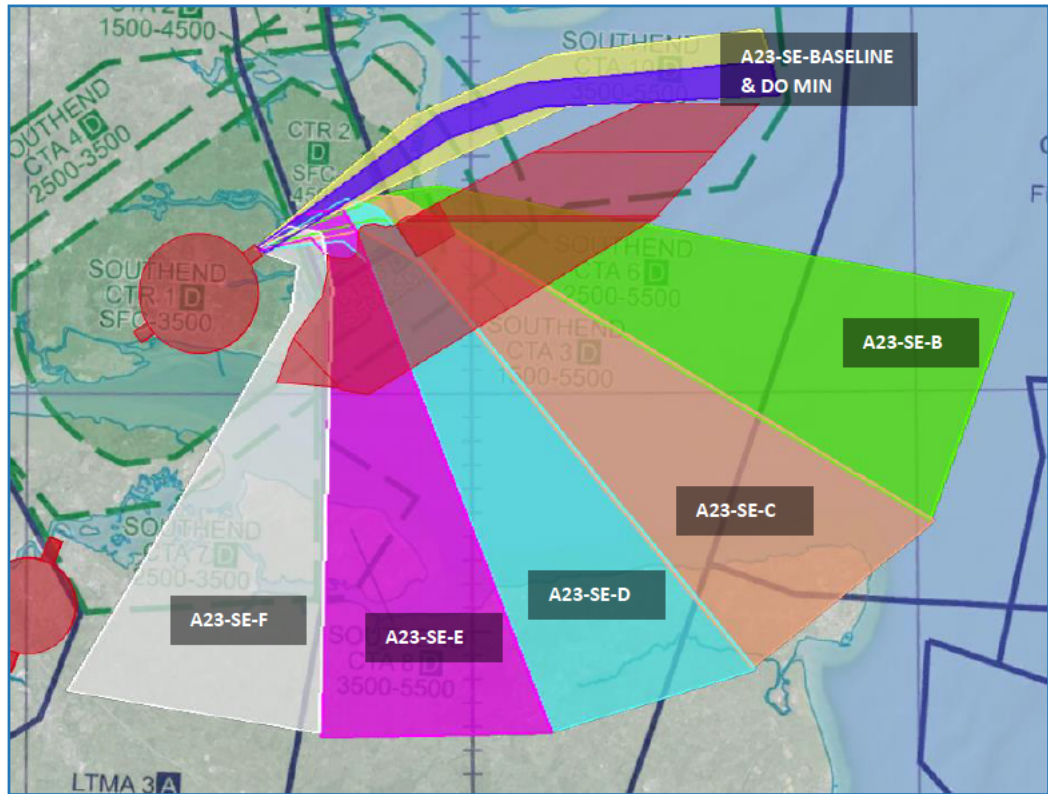 CTA 2 D
1500-4500
SOUTHEND
CTA 10 D
3500-5500
A23-SE-BASELINE
& DO MIN
SOUTHEND
CTA 4 D
2500-3500
CTR 2
D
SFC-
SOUTHEND
CTR 1 D
SFC-3500
SOUTHEND
CTA 6 D
2500-5500
SOUTHEND
CTA 3 D
1500-5500
A23-SE-B
A23-SE-C
SOUTHEND
CTA 7 D
2500-3500
A23-SE-D
A23-SE-F
A23-SE-E
CTA 8 D
3500-5500
LTMA 3 A